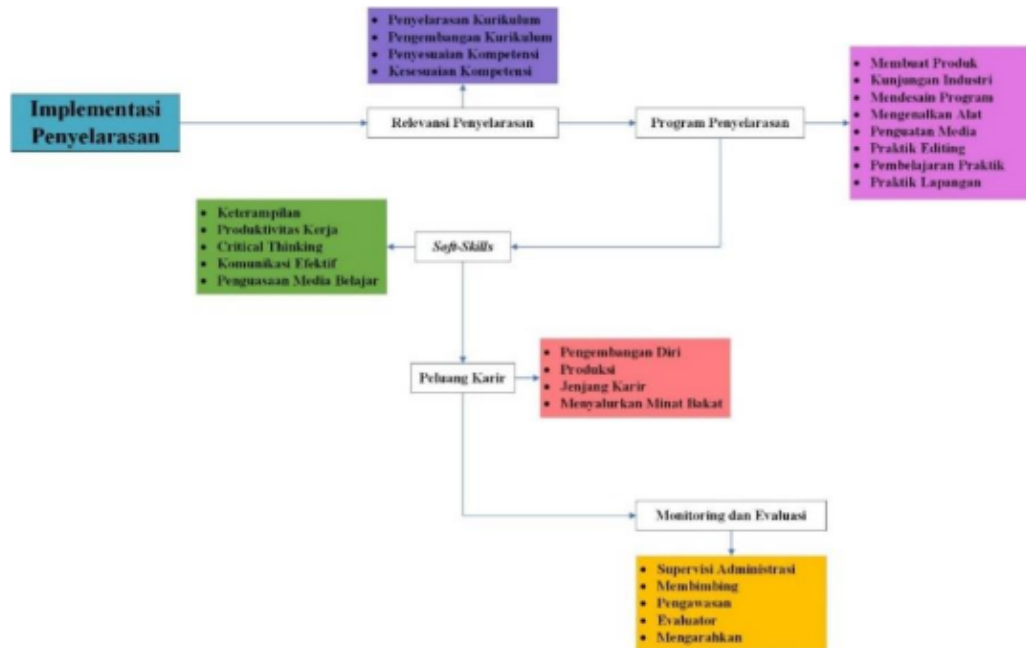 Penyelarasan Kurikulum
Pengembangan Kurikulum
Penyesuaian Kompetensi
Kesesuaian Kompetensi
Implementasi
Penyelarasan
Relevansi Penyelarasan
Program Penyelarasan
Membuat Produk
Kunjungan Industri
Mendesain Program
Mengenalkan Alat
Penguatan Media
Praktik Editing
Pembelajaran Praktik
Praktik Lapangan
Keterampilan
Produktivitas Kerja
Critical Thinking
Komunikasi Efektif
Penguasaan Media Belajar
Soft-Skills
Peluang Karir
Pengembangan Diri
Produksi
Jenjang Karir
Menyalurkan Minat Bakat
Monitoring dan Evaluasi
Supervisi Administrasi
Membimbing
Pengawasan
Evaluator
Mengarahkan